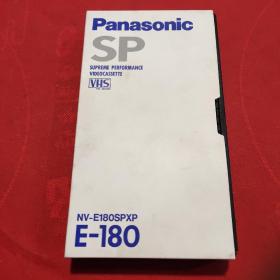 Panasonic
SP
SUPREME PERFORMANCE
VIDEOCASSETTE
VHS
NV-E180SPXP
E-180